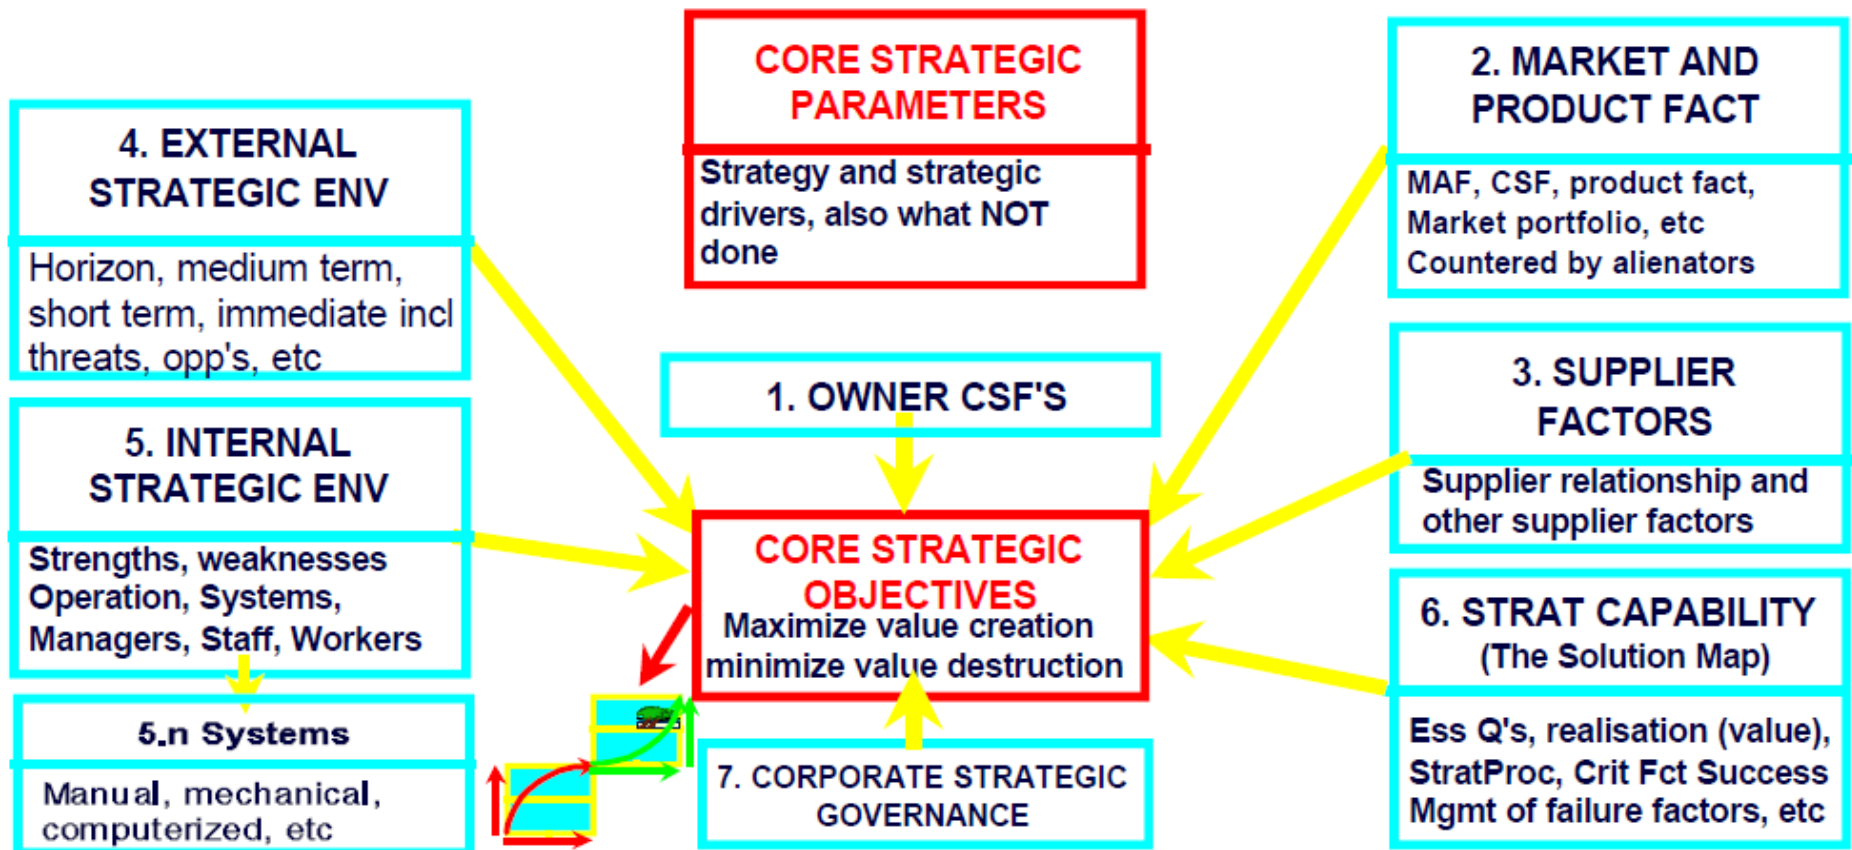 CORE STRATEGIC
PARAMETERS
Strategy and strategic
drivers, also what NOT
done
2. MARKET AND
PRODUCT FACT
MAF, CSF, product fact,
Market portfolio, etc
Countered by alienators
4. EXTERNAL
STRATEGIC ENV
Horizon, medium term,
short term, immediate incl
threats, opp's, etc
1. OWNER CSF'S
3. SUPPLIER
FACTORS
Supplier relationship and
other supplier factors
5. INTERNAL
STRATEGIC ENV
Strengths, weaknesses
Operation, Systems,
Managers, Staff, Workers
CORE STRATEGIC
OBJECTIVES
Maximize value creation
minimize value destruction
6. STRAT CAPABILITY
(The Solution Map)
Ess Q's, realisation (value),
StratProc, Crit Fct Success
Mgmt of failure factors, etc
5.n Systems
Manual, mechanical,
computerized, etc
7. CORPORATE STRATEGIC
GOVERNANCE